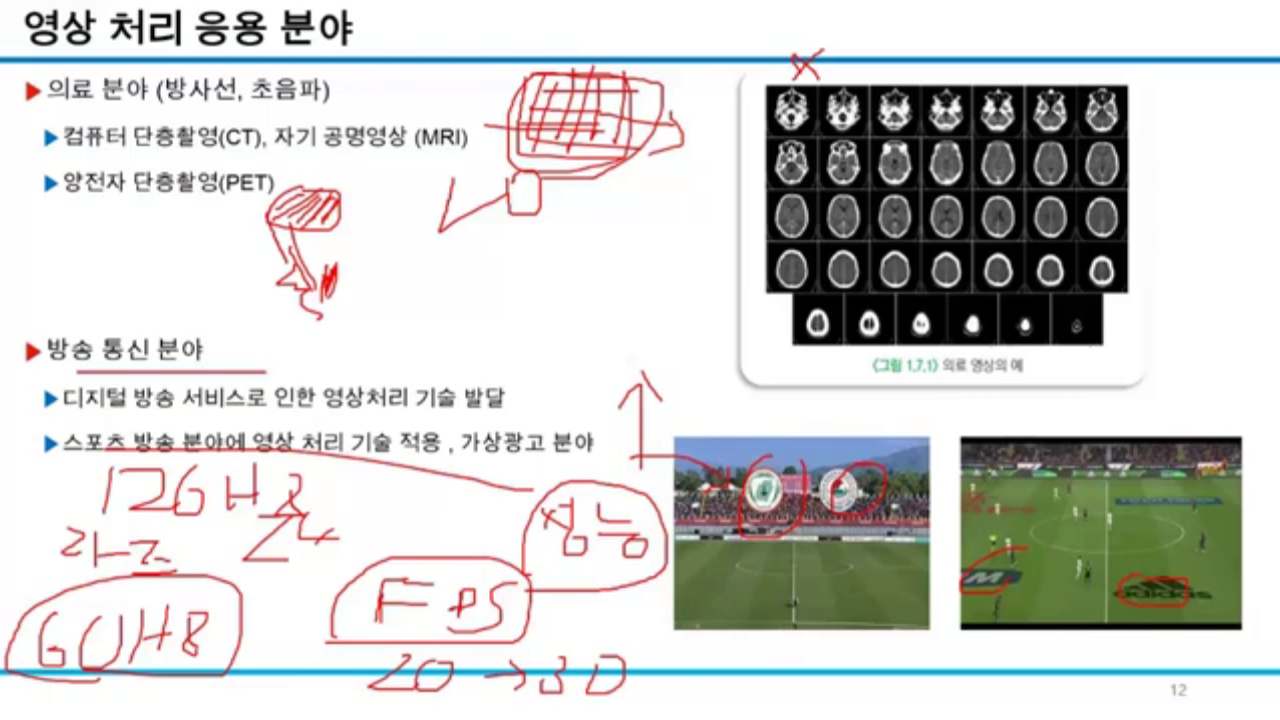 영상 처리 응용 분야
의료 분야 (방사선, 초음파)
컴퓨터 단층촬영(CT), 자기 공명영상 (MRI)
양전자 단층촬영(PET)
<그림 1.7.1> 의료 영상의 예
방송 통신 분야
디지털 방송 서비스로 인한 영상처리 기술 발달
스포츠 방송 분야에 영상 처리 기술 적용 , 가상광고 분야
성능
FPS
2D → 3D
adidas
12